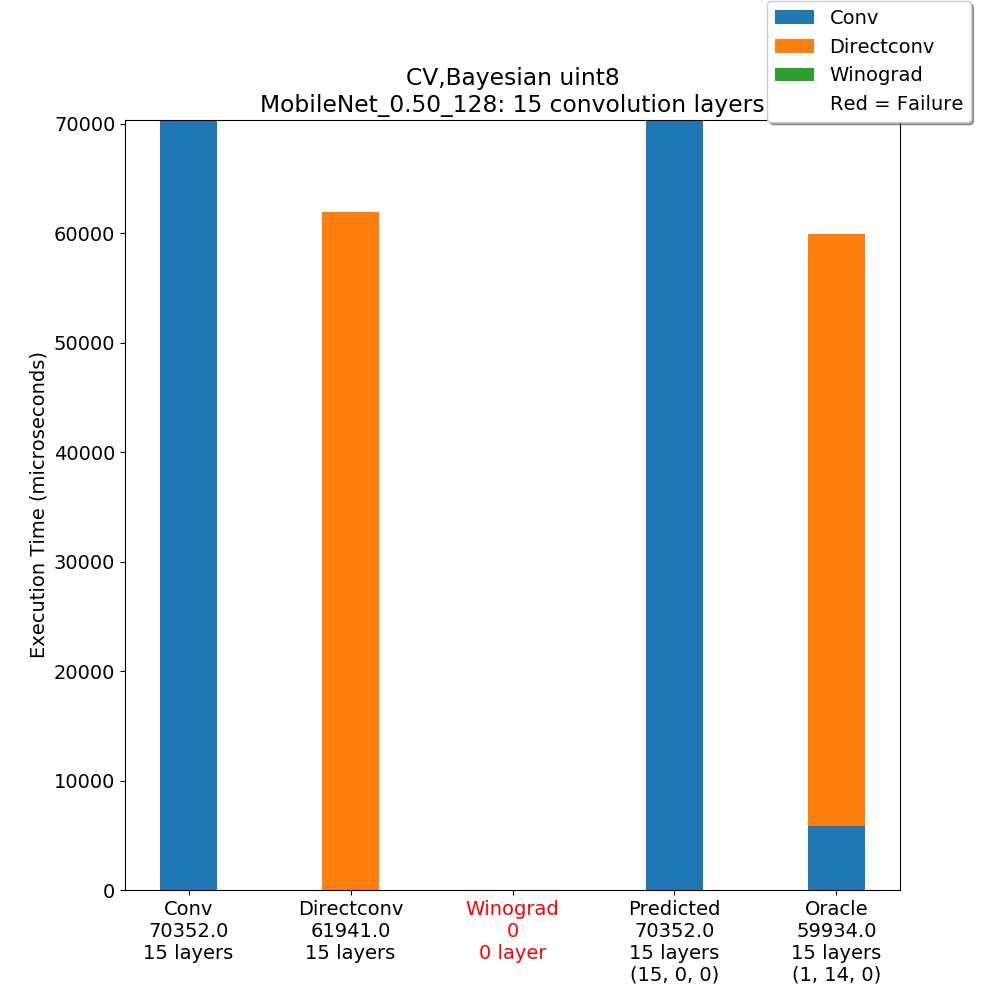 Conv
Directconv
Winograd
Red = Failure
CV,Bayesian uint8
MobileNet_0.50_128: 15 convolution layers
70000
60000
50000
40000
30000
20000
10000
0
Execution Time (microseconds)
Conv
70352.0
15 layers
Directconv
61941.0
15 layers
Winograd
0
0 layer
Predicted
70352.0
15 layers
(15, 0, 0)
Oracle
59934.0
15 layers
(1, 14, 0)